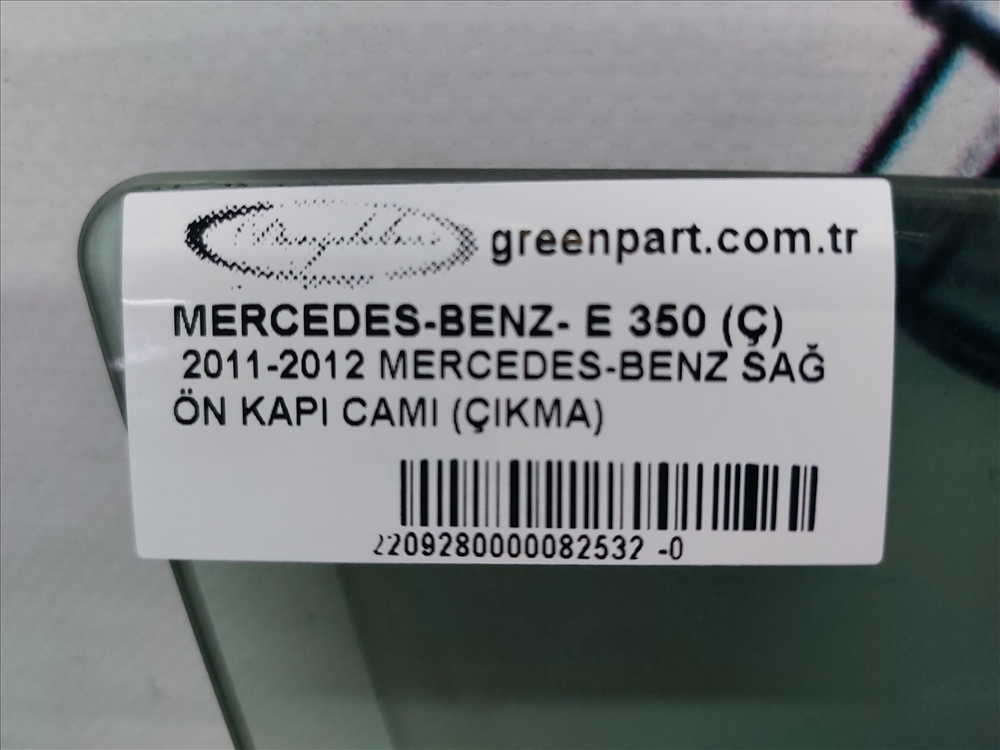 greenpart.com.tr
MERCEDES-BENZ- E 350 (Ç)
2011-2012 MERCEDES-BENZ SAĞ
ÖN KAPI CAMI (ÇIKMA)
2209280000082532 -0